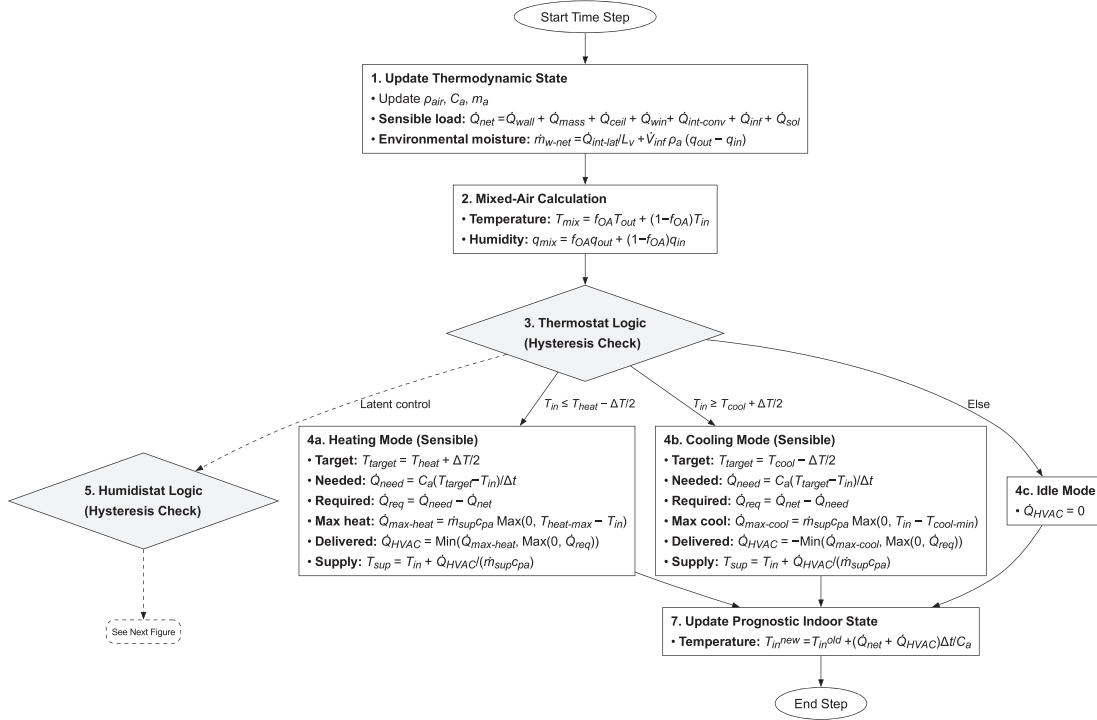 Start Time Step
1. Update Thermodynamic State
• Update ρair, Ca, ma
• Sensible load: Q̇net =Q̇wall + Q̇mass + Q̇ceil + Q̇win+ Q̇int-conv + Q̇inf + Q̇sol
• Environmental moisture: ṁw-net =Q̇int-lat/Lv +V̇inf ρa (qout − qin)
2. Mixed-Air Calculation
• Temperature: Tmix = fOATout + (1−fOA)Tin
• Humidity: qmix = fOAqout + (1−fOA)qin
3. Thermostat Logic
(Hysteresis Check)
Latent control
Tin ≤ Theat − ΔT/2
Tin ≥ Tcool + ΔT/2
Else
4a. Heating Mode (Sensible)
• Target: Ttarget = Theat + ΔT/2
• Needed: Q̇need = Ca(Ttarget−Tin)/Δt
• Required: Q̇req = Q̇need − Q̇net
• Max heat: Q̇max-heat = ṁsupcpa Max(0, Theat-max − Tin)
• Delivered: Q̇HVAC = Min(Q̇max-heat, Max(0, Q̇req))
• Supply: Tsup = Tin + Q̇HVAC/(ṁsupcpa)
4b. Cooling Mode (Sensible)
• Target: Ttarget = Tcool − ΔT/2
• Needed: Q̇need = Ca(Ttarget−Tin)/Δt
• Required: Q̇req = Q̇net − Q̇need
• Max cool: Q̇max-cool = ṁsupcpa Max(0, Tin − Tcool-min)
• Delivered: Q̇HVAC = −Min(Q̇max-cool, Max(0, Q̇req))
• Supply: Tsup = Tin + Q̇HVAC/(ṁsupcpa)
4c. Idle Mode
• Q̇HVAC = 0
5. Humidistat Logic
(Hysteresis Check)
See Next Figure
7. Update Prognostic Indoor State
• Temperature: Tinnew =Tinold +(Q̇net + Q̇HVAC)Δt/Ca
End Step